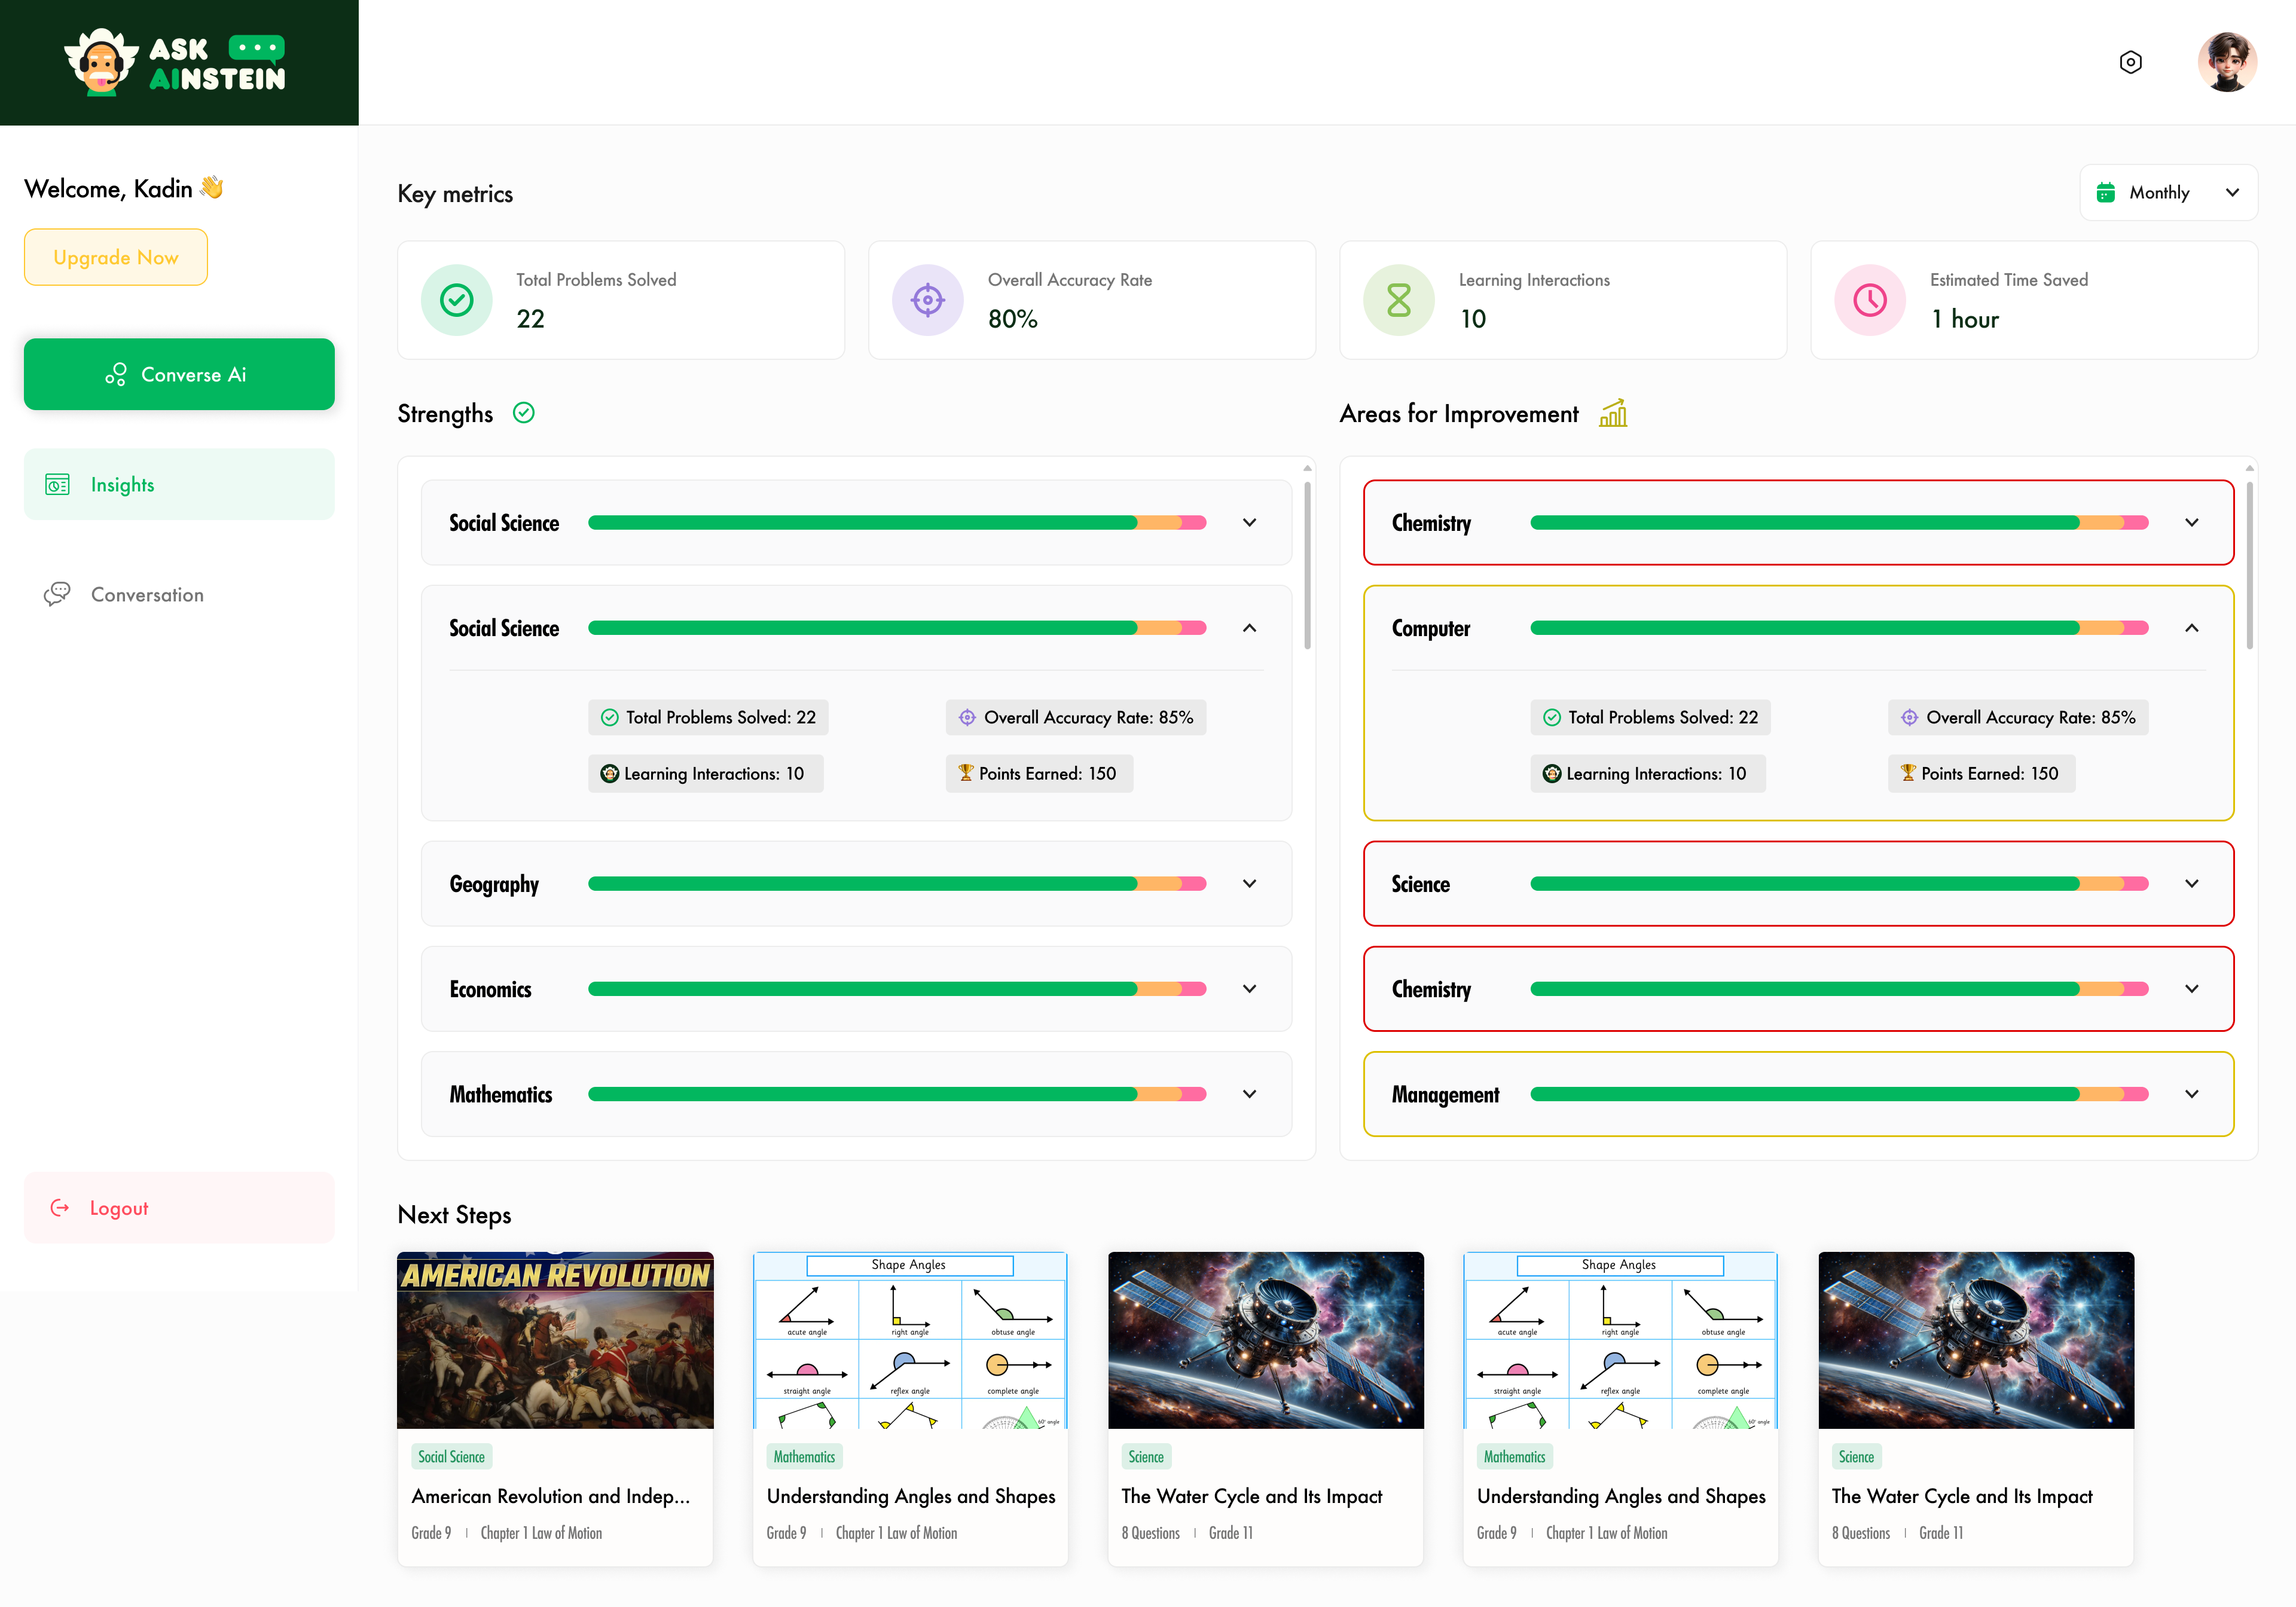 ASK
AINSTEIN
Welcome, Kadin
Upgrade Now
Converse Ai
Insights
Conversation
Logout
Key metrics
Monthly
Total Problems Solved
22
Overall Accuracy Rate
80%
Learning Interactions
10
Estimated Time Saved
1 hour
Strengths
Social Science
Social Science
Total Problems Solved: 22
Overall Accuracy Rate: 85%
Learning Interactions: 10
Points Earned: 150
Geography
Economics
Mathematics
Areas for Improvement
Chemistry
Computer
Total Problems Solved: 22
Overall Accuracy Rate: 85%
Learning Interactions: 10
Points Earned: 150
Science
Chemistry
Management
Next Steps
AMERICAN REVOLUTION
Social Science
American Revolution and Indep...
Grade 9 | Chapter 1 Law of Motion
Shape Angles
acute angle right angle obtuse angle
straight angle reflex angle complete angle
60° angle
Mathematics
Understanding Angles and Shapes
Grade 9 | Chapter 1 Law of Motion
Science
The Water Cycle and Its Impact
8 Questions | Grade 11
Shape Angles
acute angle right angle obtuse angle
straight angle reflex angle complete angle
60° angle
Mathematics
Understanding Angles and Shapes
Grade 9 | Chapter 1 Law of Motion
Science
The Water Cycle and Its Impact
8 Questions | Grade 11